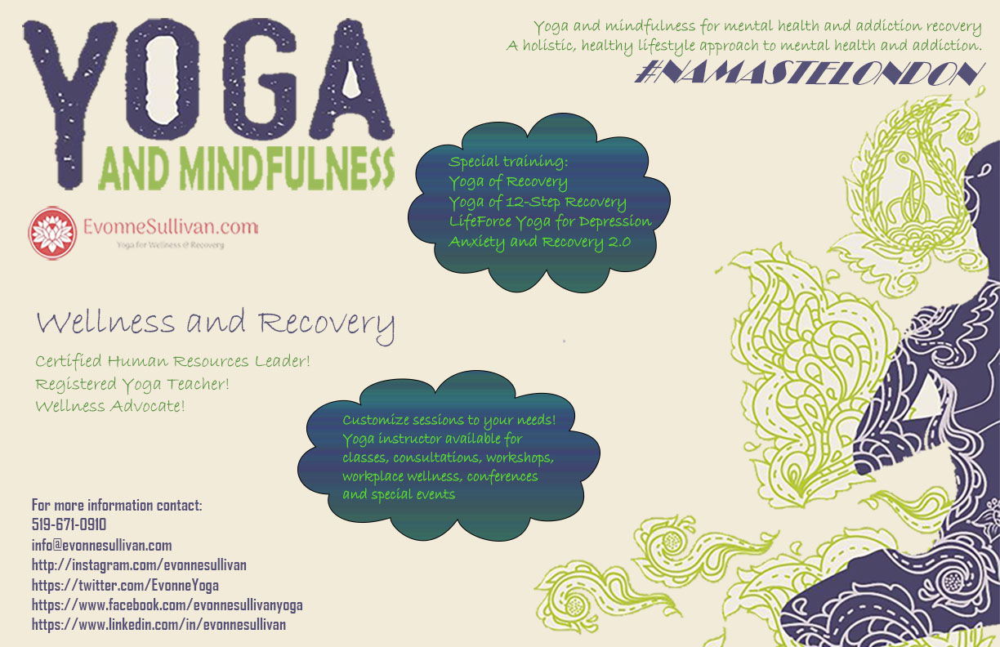 YOGA
AND MINDFULNESS
EvonneSullivan.com
Yoga for Wellness & Recovery
Yoga and mindfulness for mental health and addiction recovery
A holistic, healthy lifestyle approach to mental health and addiction.
#NAMASTELONDON
Special training:
Yoga of Recovery
Yoga of 12-Step Recovery
LifeForce Yoga for Depression
Anxiety and Recovery 2.0
Wellness and Recovery
Certified Human Resources Leader!
Registered Yoga Teacher!
Wellness Advocate!
Customize sessions to your needs!
Yoga instructor available for
classes, consultations, workshops,
workplace wellness, conferences
and special events
For more information contact:
519-671-0910
info@evonnesullivan.com
http://instagram.com/evonnesullivan
https://twitter.com/EvonneYoga
https://www.facebook.com/evonnesullivanyoga
https://www.linkedin.com/in/evonnesullivan